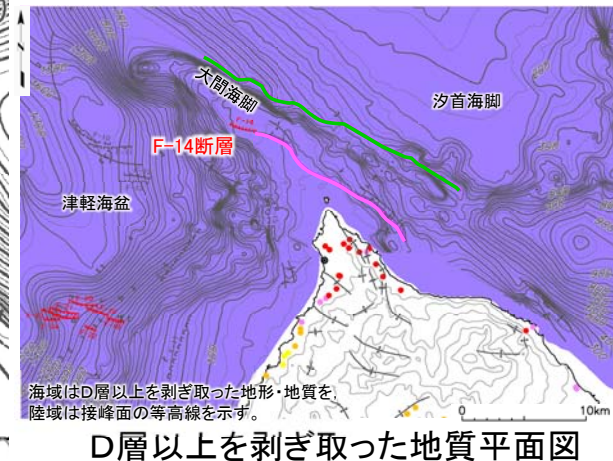 大間海脚
汐首海脚
F-14
F-14断層
津軽海盆
海域はD層以上を剥ぎ取った地形・地質を,
陸域は接峰面の等高線を示す。
0 10km
D層以上を剥ぎ取った地質平面図